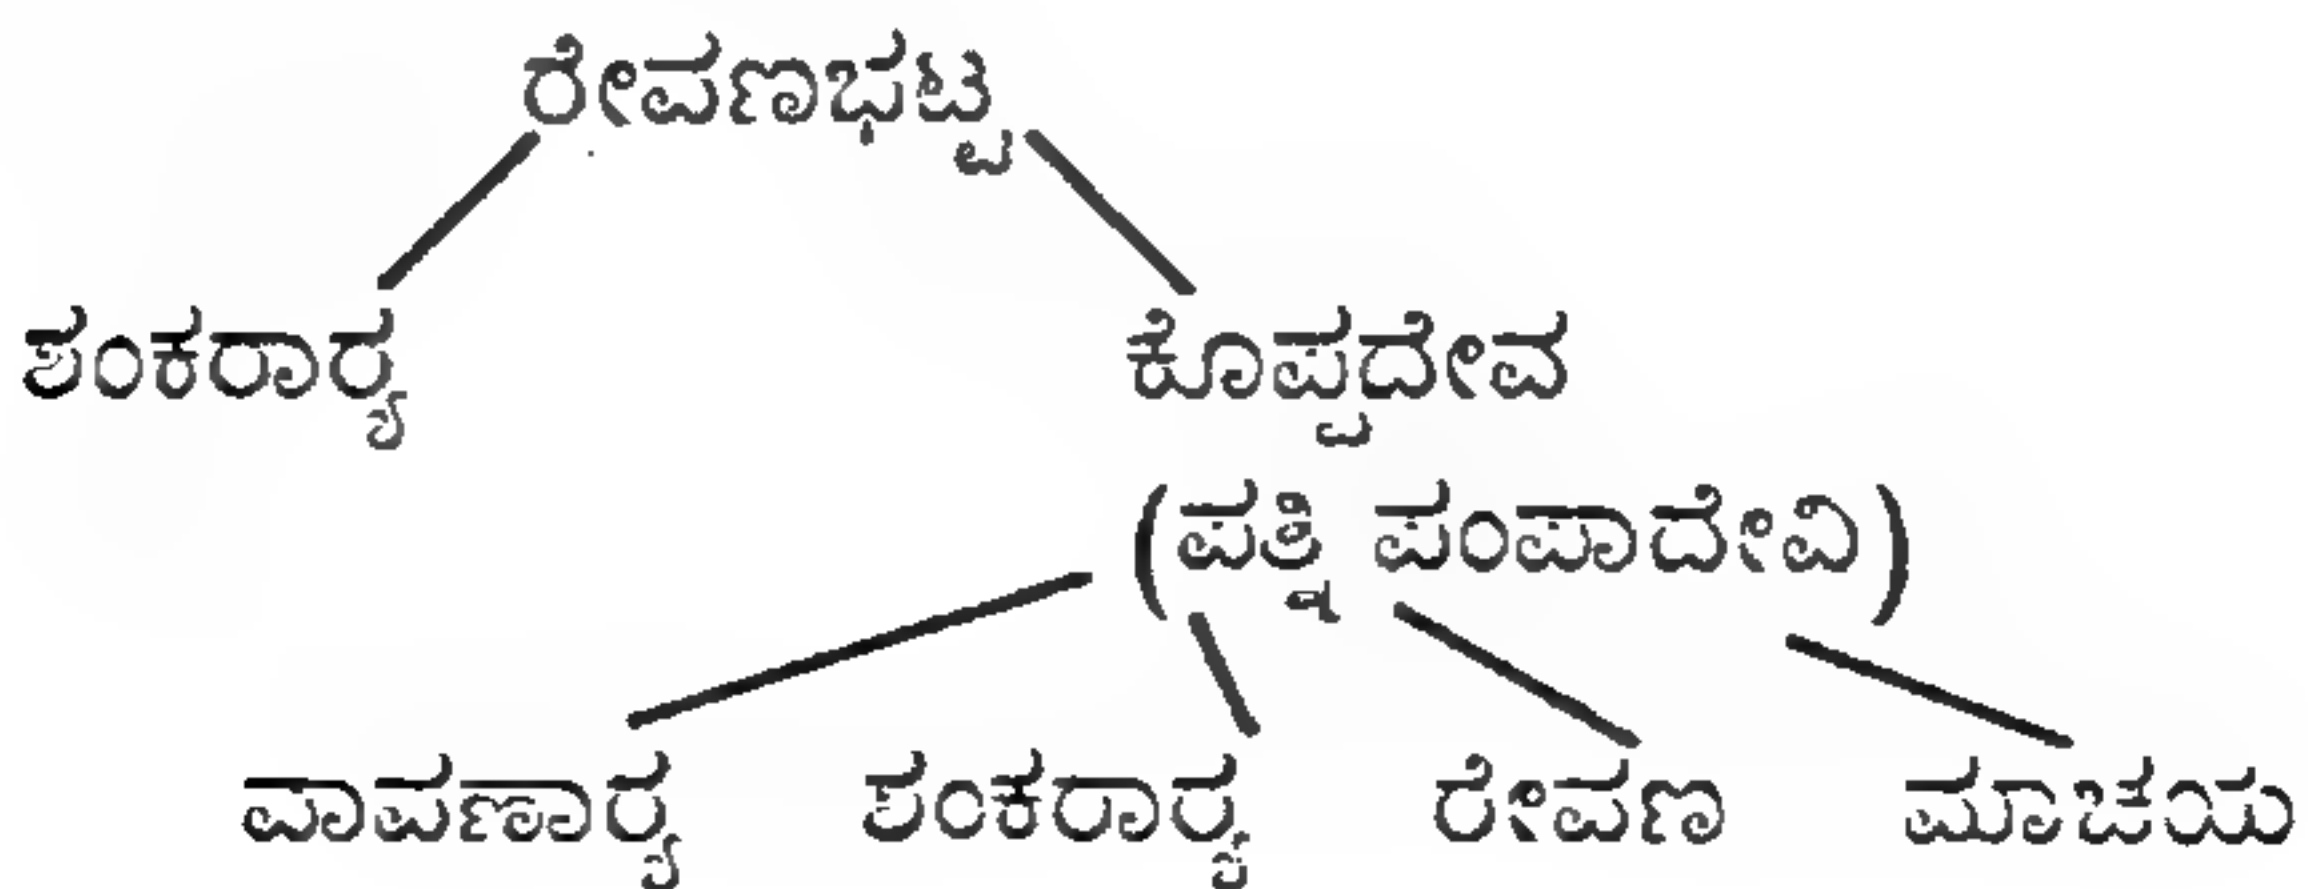 ರೇವಣಭಟ್ಟ
ಶಂಕರಾರ‍್ಯ ಕೊಪ್ಪದೇವ
(ಪತ್ನಿ ಪಂಪಾದೇವಿ)
ಪಾಪಣಾರ‍್ಯ ಶಂಕರಾರ‍್ಯ ರೇವಣ ಮಾಚಯ